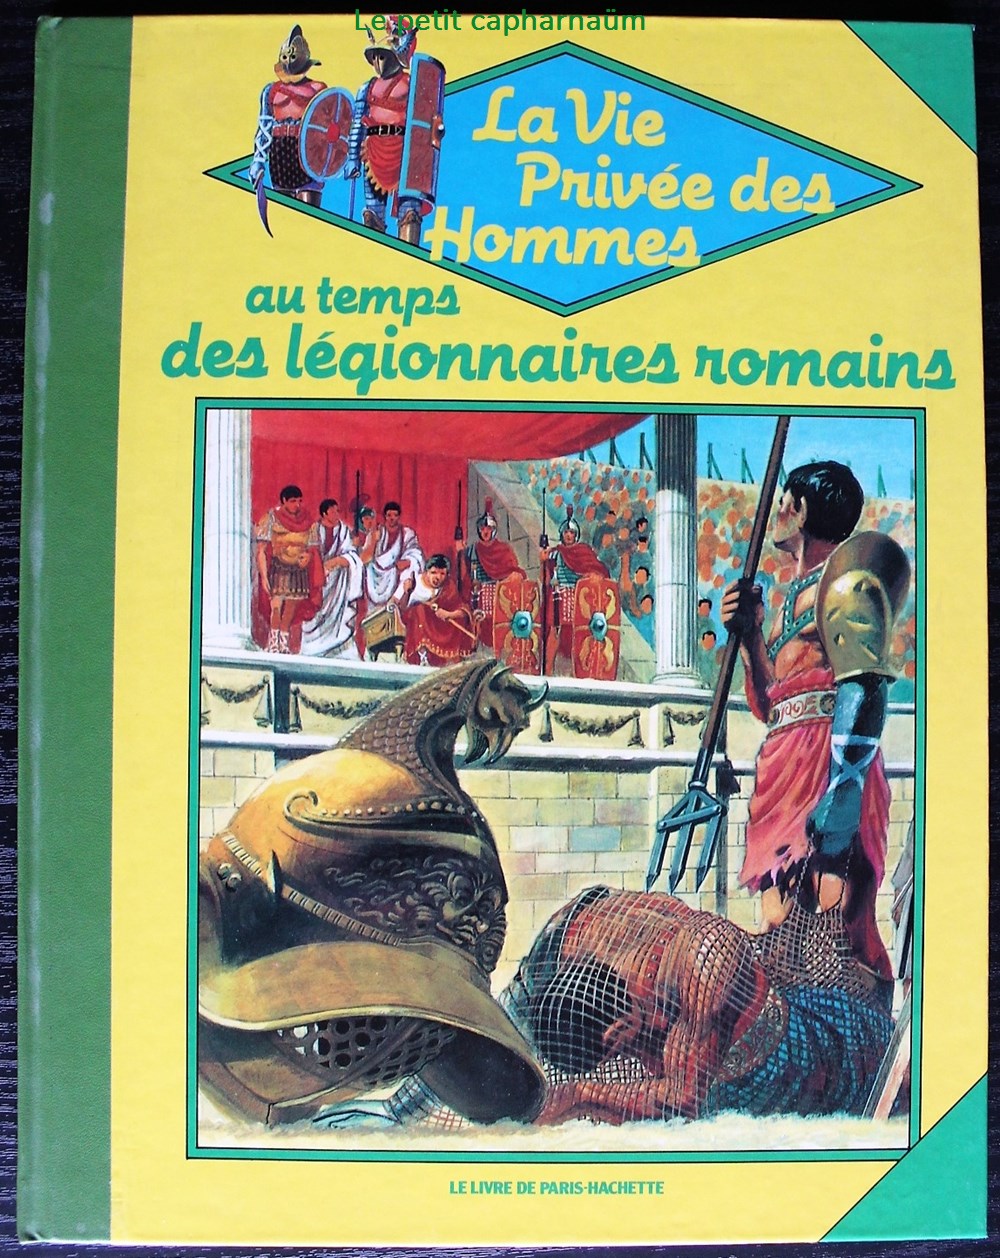 Le petit capharnaüm
La Vie
Privée des
Hommes
au temps
des légionnaires romains
LE LIVRE DE PARIS-HACHETTE